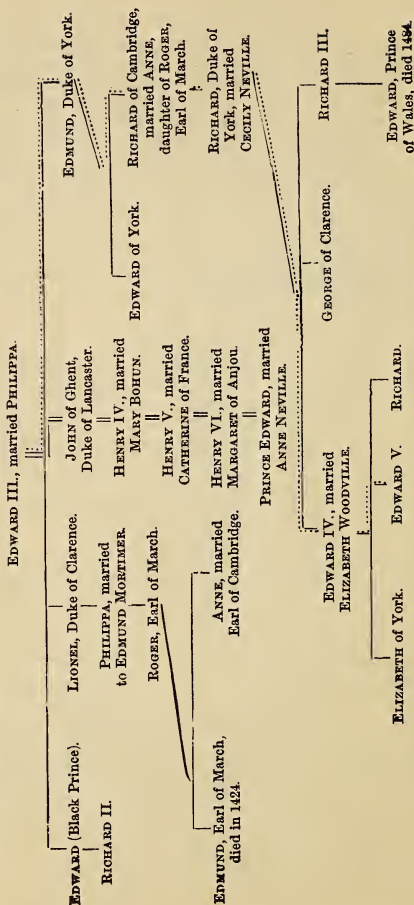 EDWARD III., married PHILIPPA.
EDWARD (Black Prince).
RICHARD II.
LIONEL, Duke of Clarence.
PHILIPPA, married
to EDMUND MORTIMER.
ROGER, Earl of March.
EDMUND, Earl of March,
died in 1424.
ANNE, married
Earl of Cambridge.
JOHN of Ghent,
Duke of Lancaster.
HENRY IV., married
MARY BOHUN.
HENRY V., married
CATHERINE of France.
HENRY VI., married
MARGARET of Anjou.
PRINCE EDWARD, married
ANNE NEVILLE.
EDMUND, Duke of York.
EDWARD of York.
RICHARD of Cambridge,
married ANNE,
daughter of ROGER,
Earl of March.
RICHARD, Duke of
York, married
CECILY NEVILLE.
EDWARD IV., married
ELIZABETH WOODVILLE.
GEORGE of Clarence.
RICHARD III.
ELIZABETH of York.
EDWARD V.
RICHARD.
EDWARD, Prince
of Wales, died 1484.